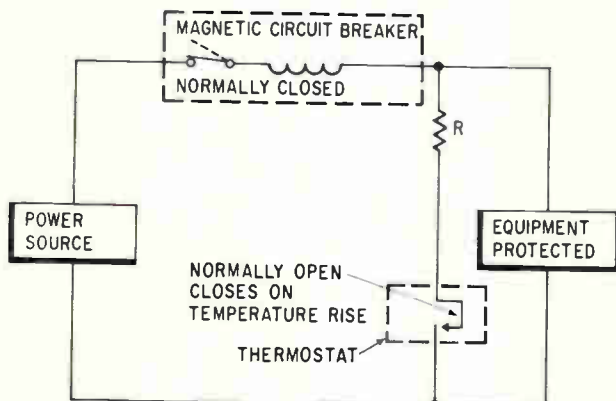 MAGNETIC CIRCUIT BREAKER
NORMALLY CLOSED
R
POWER
SOURCE
EQUIPMENT
PROTECTED
NORMALLY OPEN
CLOSES ON
TEMPERATURE RISE
THERMOSTAT